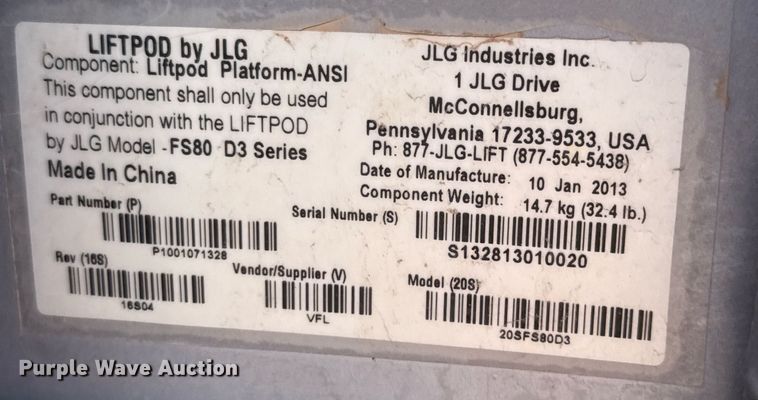 LIFTPOD by JLG
Component: Liftpod Platform-ANSI
This component shall only be used
in conjunction with the LIFTPOD
by JLG Model -FS80 D3 Series
Made In China
JLG Industries Inc.
1 JLG Drive
McConnellsburg,
Pennsylvania 17233-9533, USA
Ph: 877-JLG-LIFT (877-554-5438)
Date of Manufacture: 10 Jan 2013
Component Weight: 14.7 kg (32.4 lb.)
Part Number (P)
P1001071328
Serial Number (S)
S132813010020
Rev (16S)
16S04
Vendor/Supplier (V)
VFL
Model (20S)
20SFS80D3
Purple Wave Auction